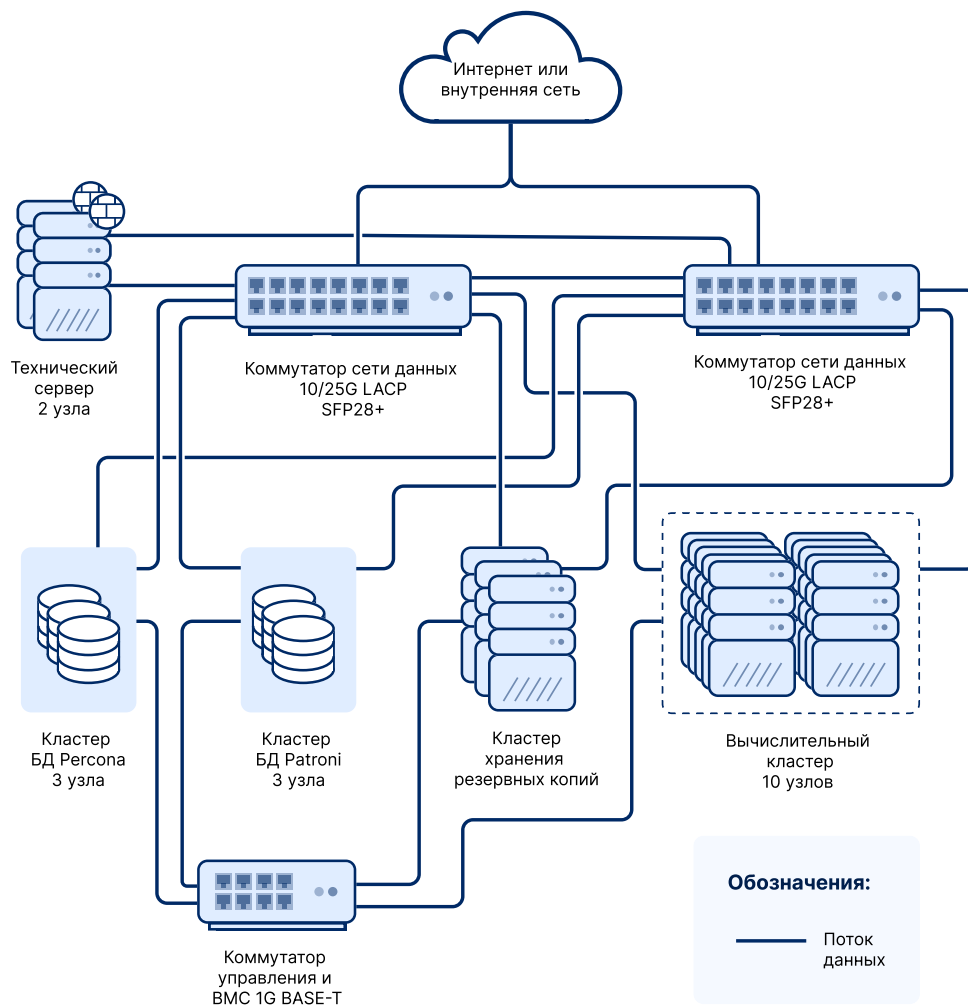 Интернет или
внутренняя сеть
Технический
сервер
2 узла
Коммутатор сети данных
10/25G LACP
SFP28+
Коммутатор сети данных
10/25G LACP
SFP28+
Кластер
БД Percona
3 узла
Кластер
БД Patroni
3 узла
Кластер
хранения
резервных копий
Вычислительный
кластер
10 узлов
Обозначения:
Поток
данных
Коммутатор
управления и
BMC 1G BASE-T